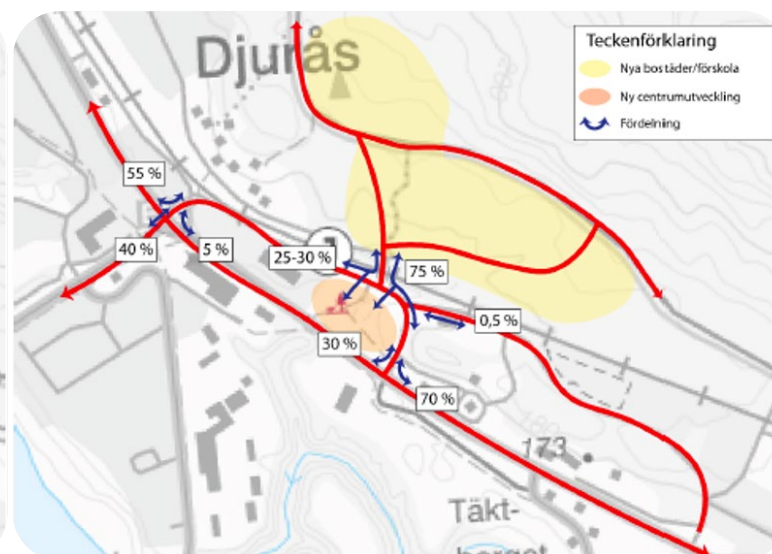 Djurås
Teckenförklaring
Nya bostäder/förskola
Ny centrumutveckling
Fördelning
55 %
40 %
5 %
25-30 %
75 %
0,5 %
30 %
70 %
173
Täkt-